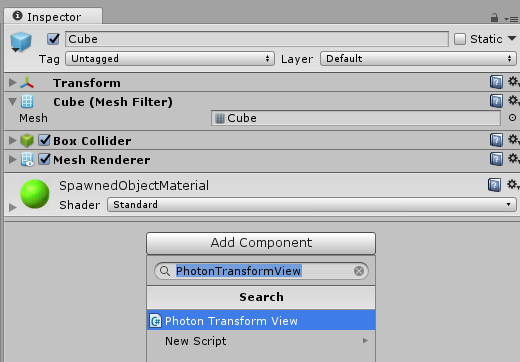 Inspector
Cube Static
Tag Untagged Layer Default
Transform
Cube (Mesh Filter)
Mesh Cube
Box Collider
Mesh Renderer
SpawnedObjectMaterial
Shader Standard
Add Component
PhotonTransformView
Search
Photon Transform View
New Script